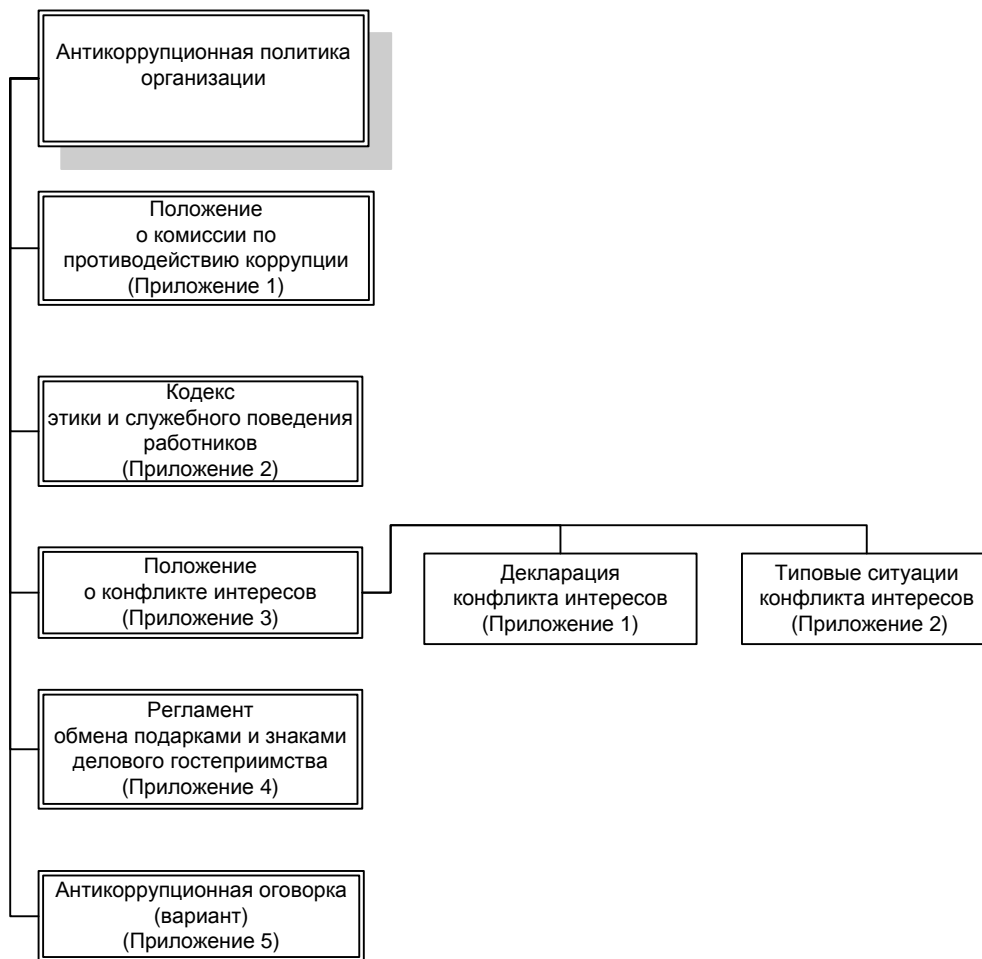 Антикоррупционная политика
организации
Положение
о комиссии по
противодействию коррупции
(Приложение 1)
Кодекс
этики и служебного поведения
работников
(Приложение 2)
Положение
о конфликте интересов
(Приложение 3)
Декларация
конфликта интересов
(Приложение 1)
Типовые ситуации
конфликта интересов
(Приложение 2)
Регламент
обмена подарками и знаками
делового гостеприимства
(Приложение 4)
Антикоррупционная оговорка
(вариант)
(Приложение 5)